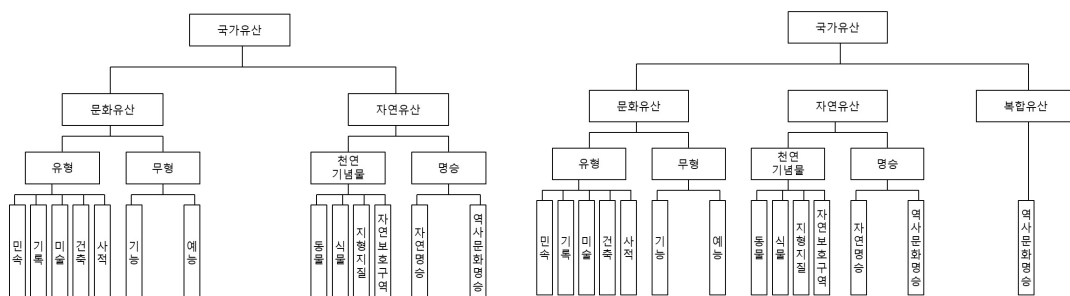 국가유산
문화유산
자연유산
유형
무형
천연
기념물
명승
민속
기록
미술
건축
사적
기능
예능
동물
식물
지형지질
자연보호구역
자연명승
역사문화명승
국가유산
문화유산
자연유산
복합유산
유형
무형
천연
기념물
명승
민속
기록
미술
건축
사적
기능
예능
동물
식물
지형지질
자연보호구역
자연명승
역사문화명승
역사문화명승